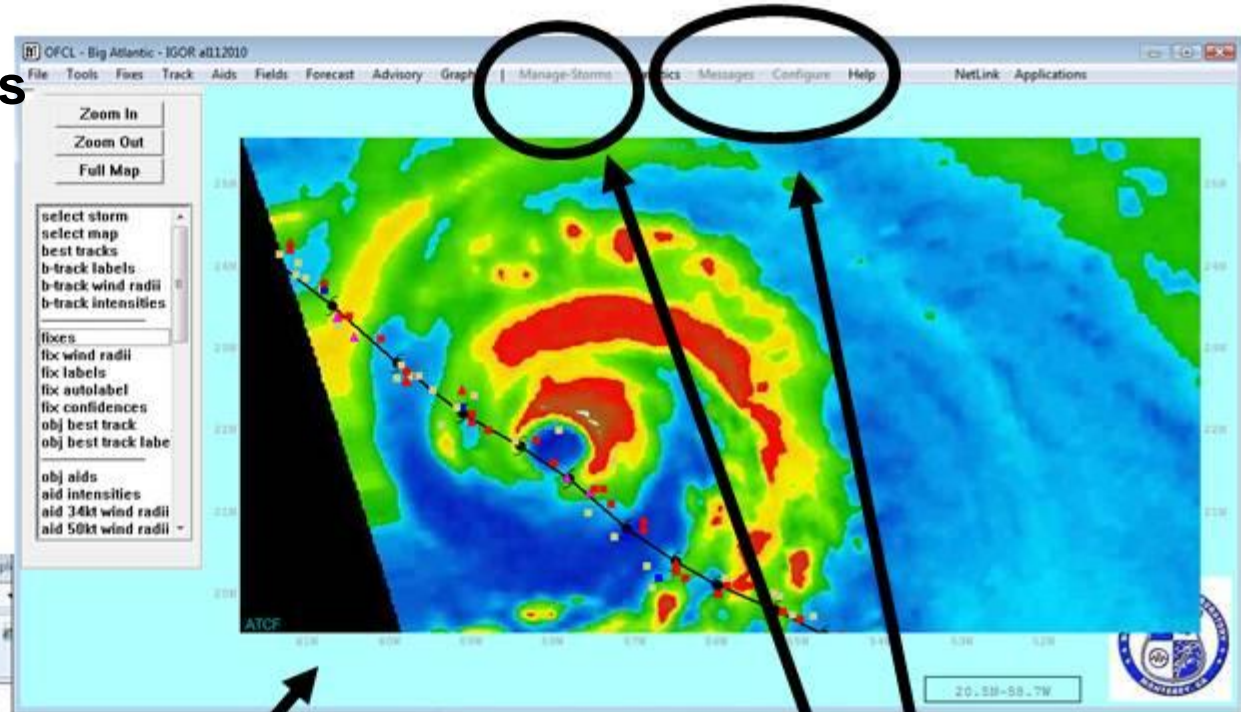 OFCL - Big Atlantic - IGOR al112010
s
File Tools Fixes Track Aids Fields Forecast Advisory Graph | Manage-Storms tics Messages Configure Help NetLink Applications
Zoom In
Zoom Out
Full Map
select storm
select map
best tracks
b-track labels
b-track wind radii
b-track intensities
fixes
fix wind radii
fix labels
fix autolabel
fix confidences
obj best track
obj best track labe
obj aids
aid intensities
aid 34kt wind radii
aid 50kt wind radii
ATCF
20.5N-58.7W
MONTEREY, CA